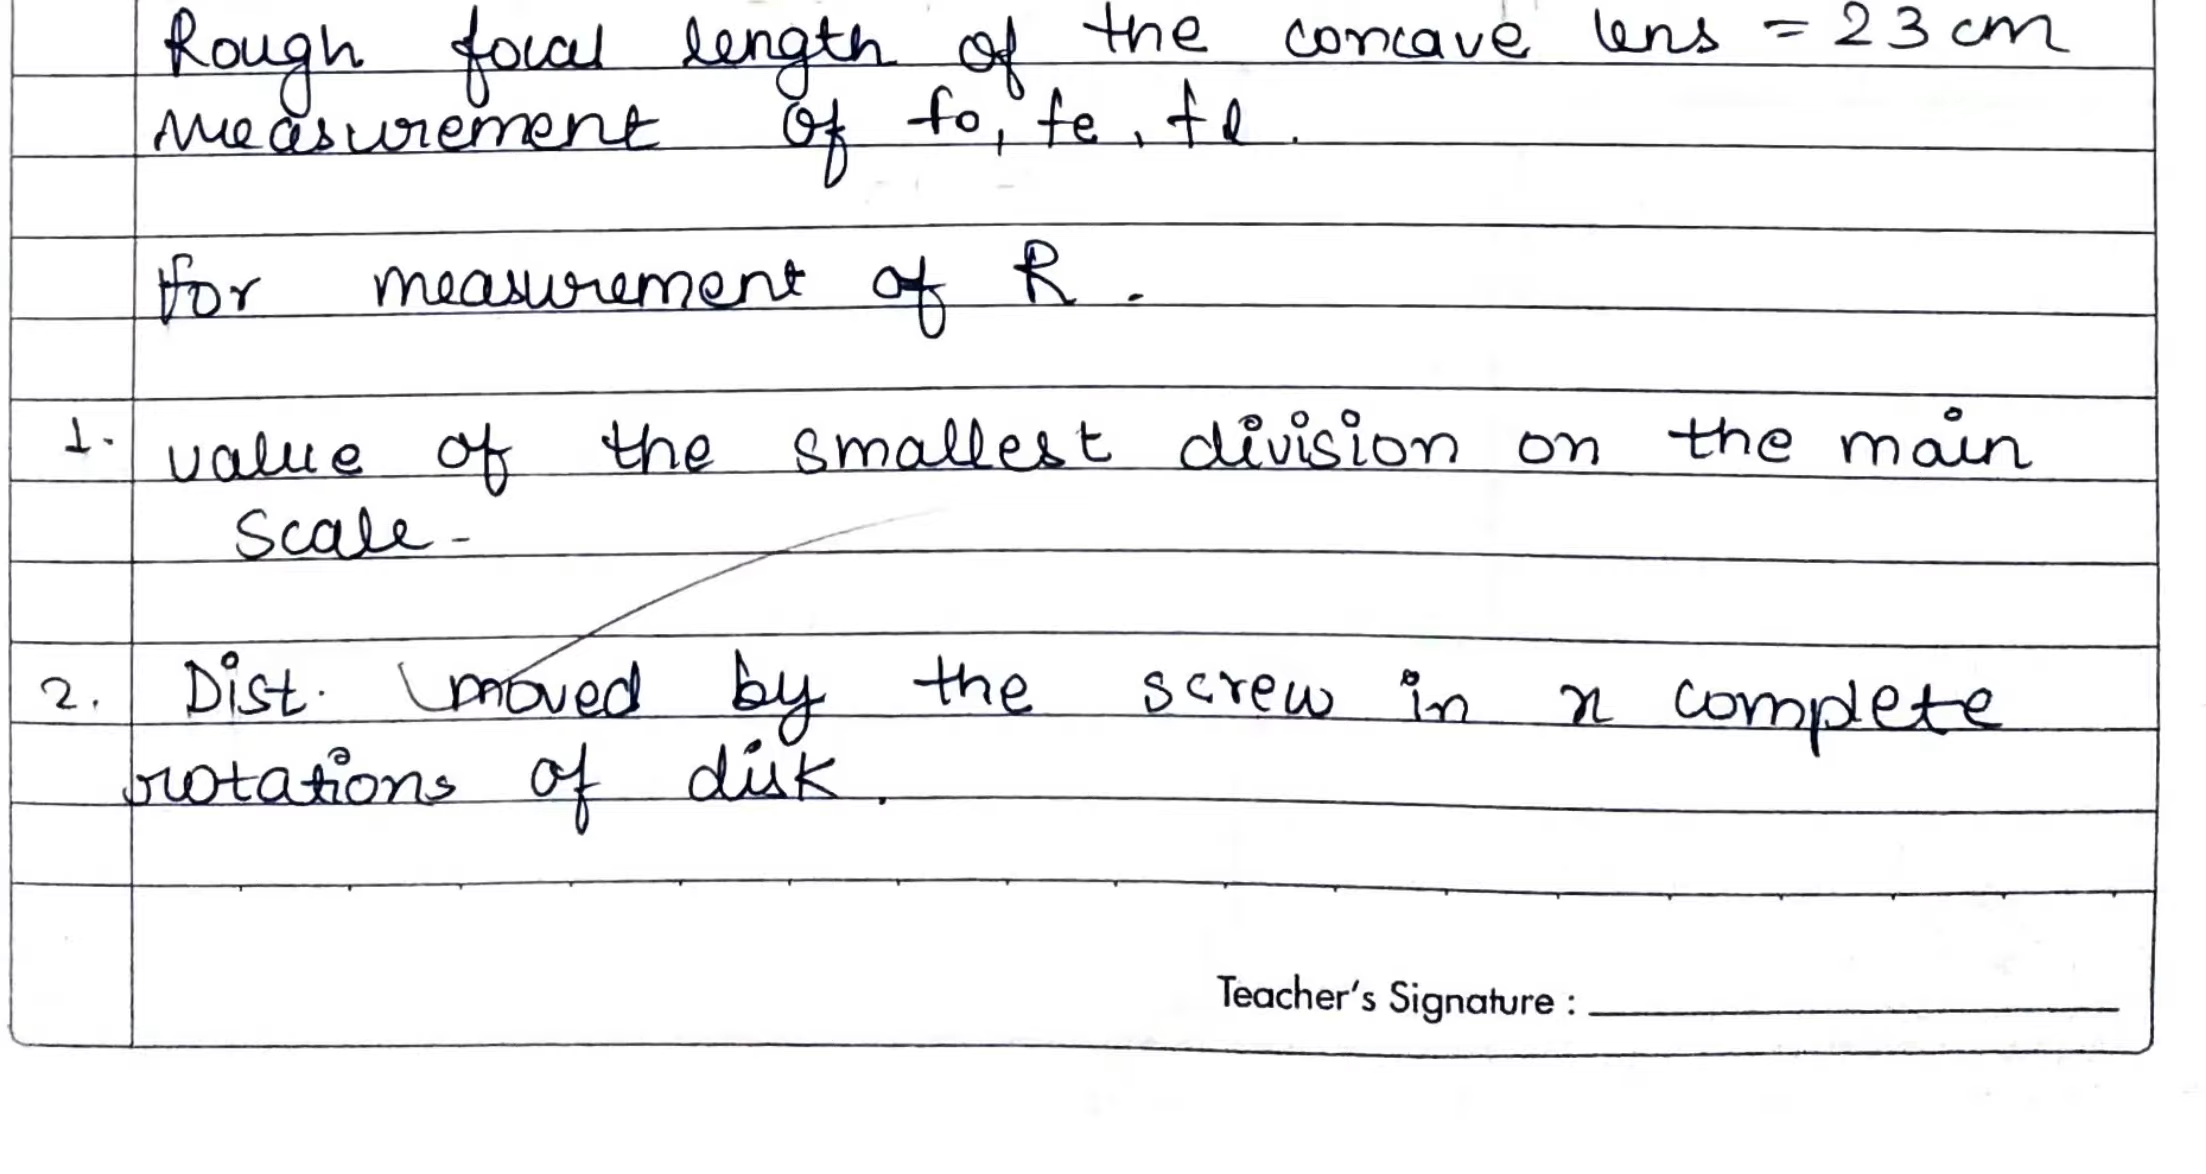 Rough focal length of the concave lens = 23 cm
measurement of fo, fe, fl.
for measurement of R.
1. value of the smallest division on the main
scale-
2. Dist. moved by the screw in n complete
rotations of disk.
Teacher's Signature :